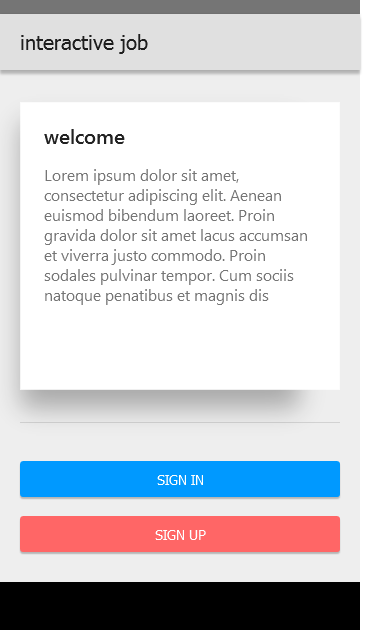 interactive job
welcome
Lorem ipsum dolor sit amet,
consectetur adipiscing elit. Aenean
euismod bibendum laoreet. Proin
gravida dolor sit amet lacus accumsan
et viverra justo commodo. Proin
sodales pulvinar tempor. Cum sociis
natoque penatibus et magnis dis
SIGN IN
SIGN UP